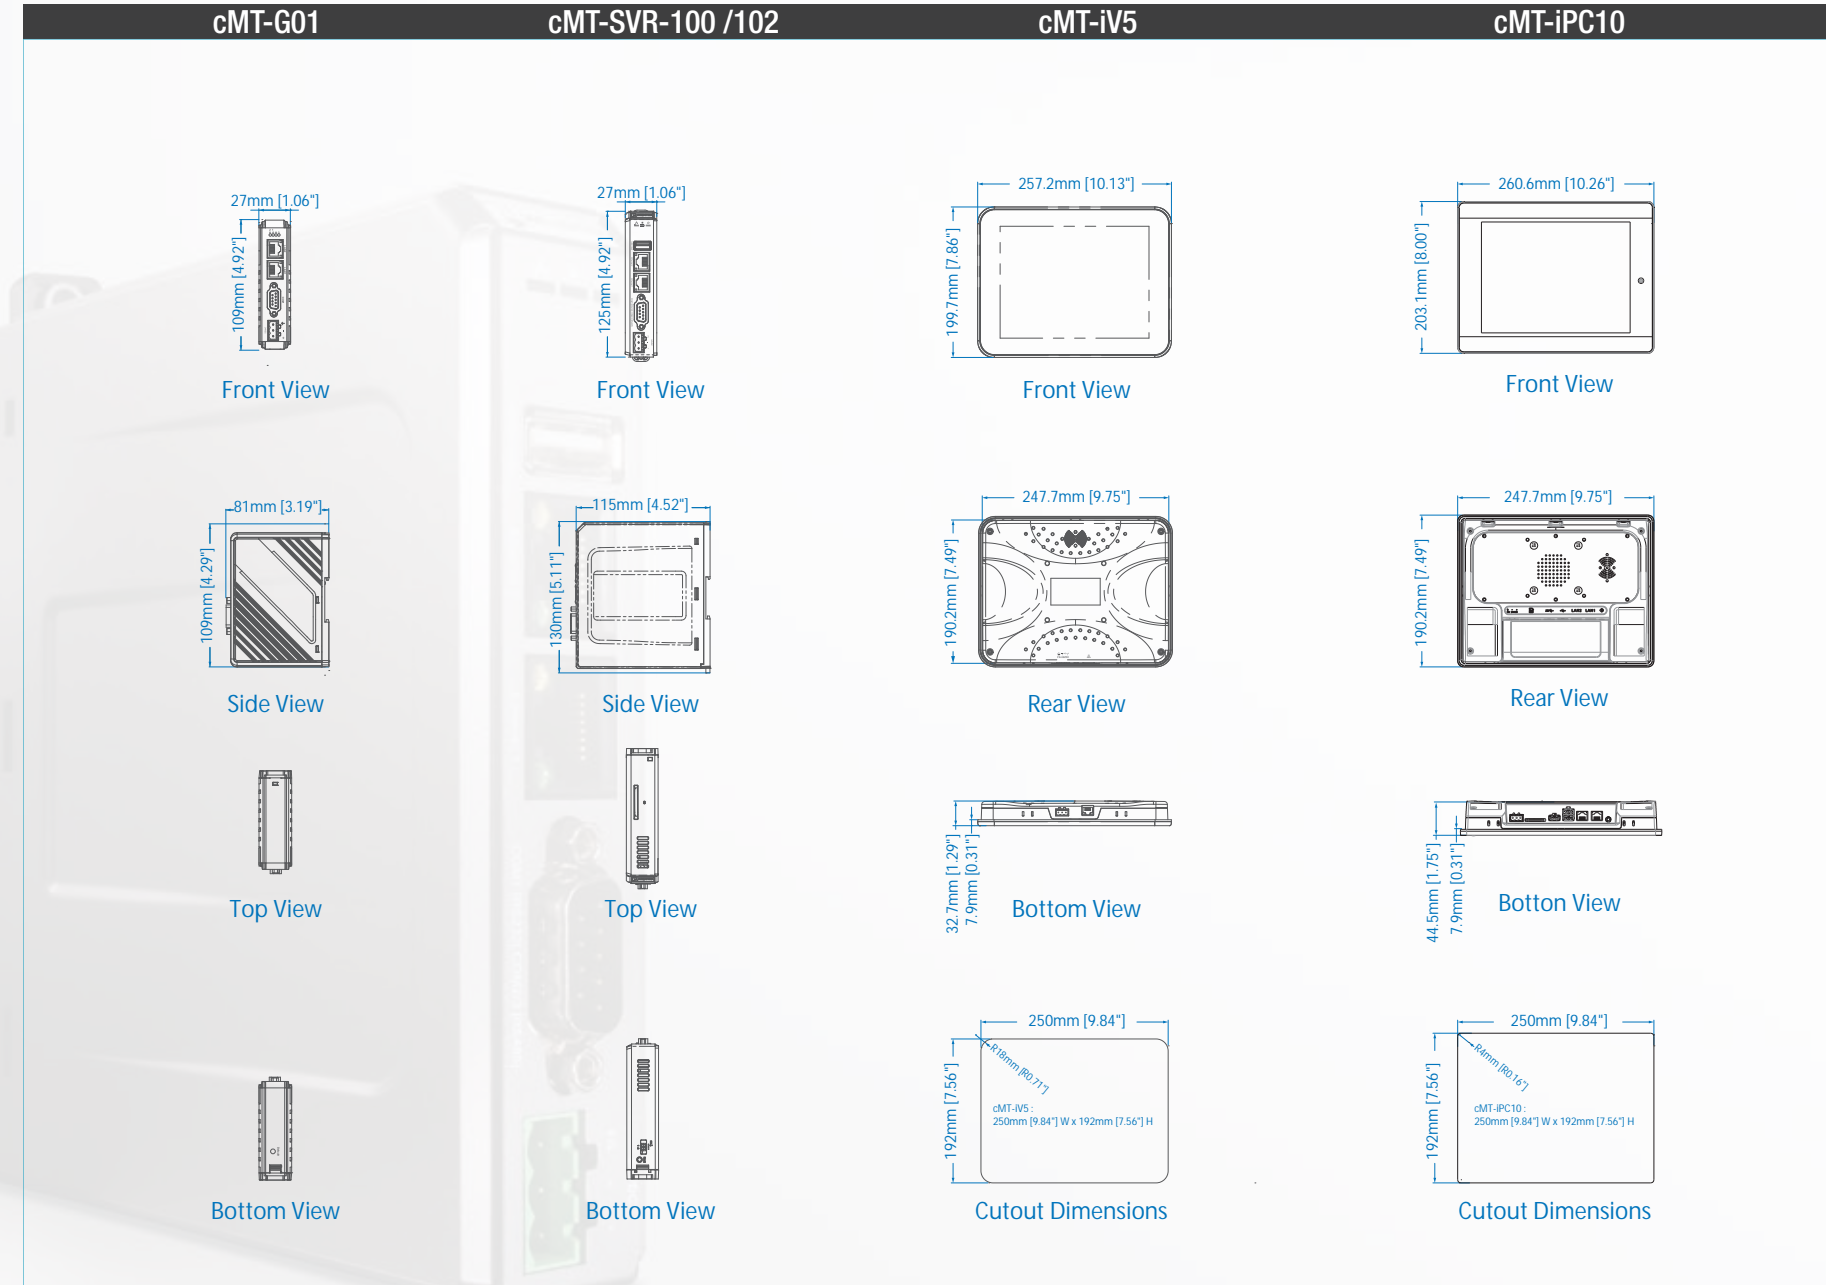 cMT-G01
cMT-SVR-100 /102
cMT-iV5
cMT-iPC10
27mm [1.06"]
109mm [4.92"]
Front View
27mm [1.06"]
125mm [4.92"]
Front View
257.2mm [10.13"]
199.7mm [7.86"]
Front View
260.6mm [10.26"]
203.1mm [8.00"]
Front View
81mm [3.19"]
109mm [4.29"]
Side View
115mm [4.52"]
130mm [5.11"]
Side View
247.7mm [9.75"]
190.2mm [7.49"]
Rear View
247.7mm [9.75"]
190.2mm [7.49"]
Rear View
Top View
Top View
32.7mm [1.29"]
7.9mm [0.31"]
Bottom View
44.5mm [1.75"]
7.9mm [0.31"]
Botton View
Bottom View
Bottom View
250mm [9.84"]
192mm [7.56"]
R18mm [R0.71"]
cMT-iV5 :
250mm [9.84"] W x 192mm [7.56"] H
Cutout Dimensions
250mm [9.84"]
192mm [7.56"]
R4mm [R0.16"]
cMT-iPC10 :
250mm [9.84"] W x 192mm [7.56"] H
Cutout Dimensions